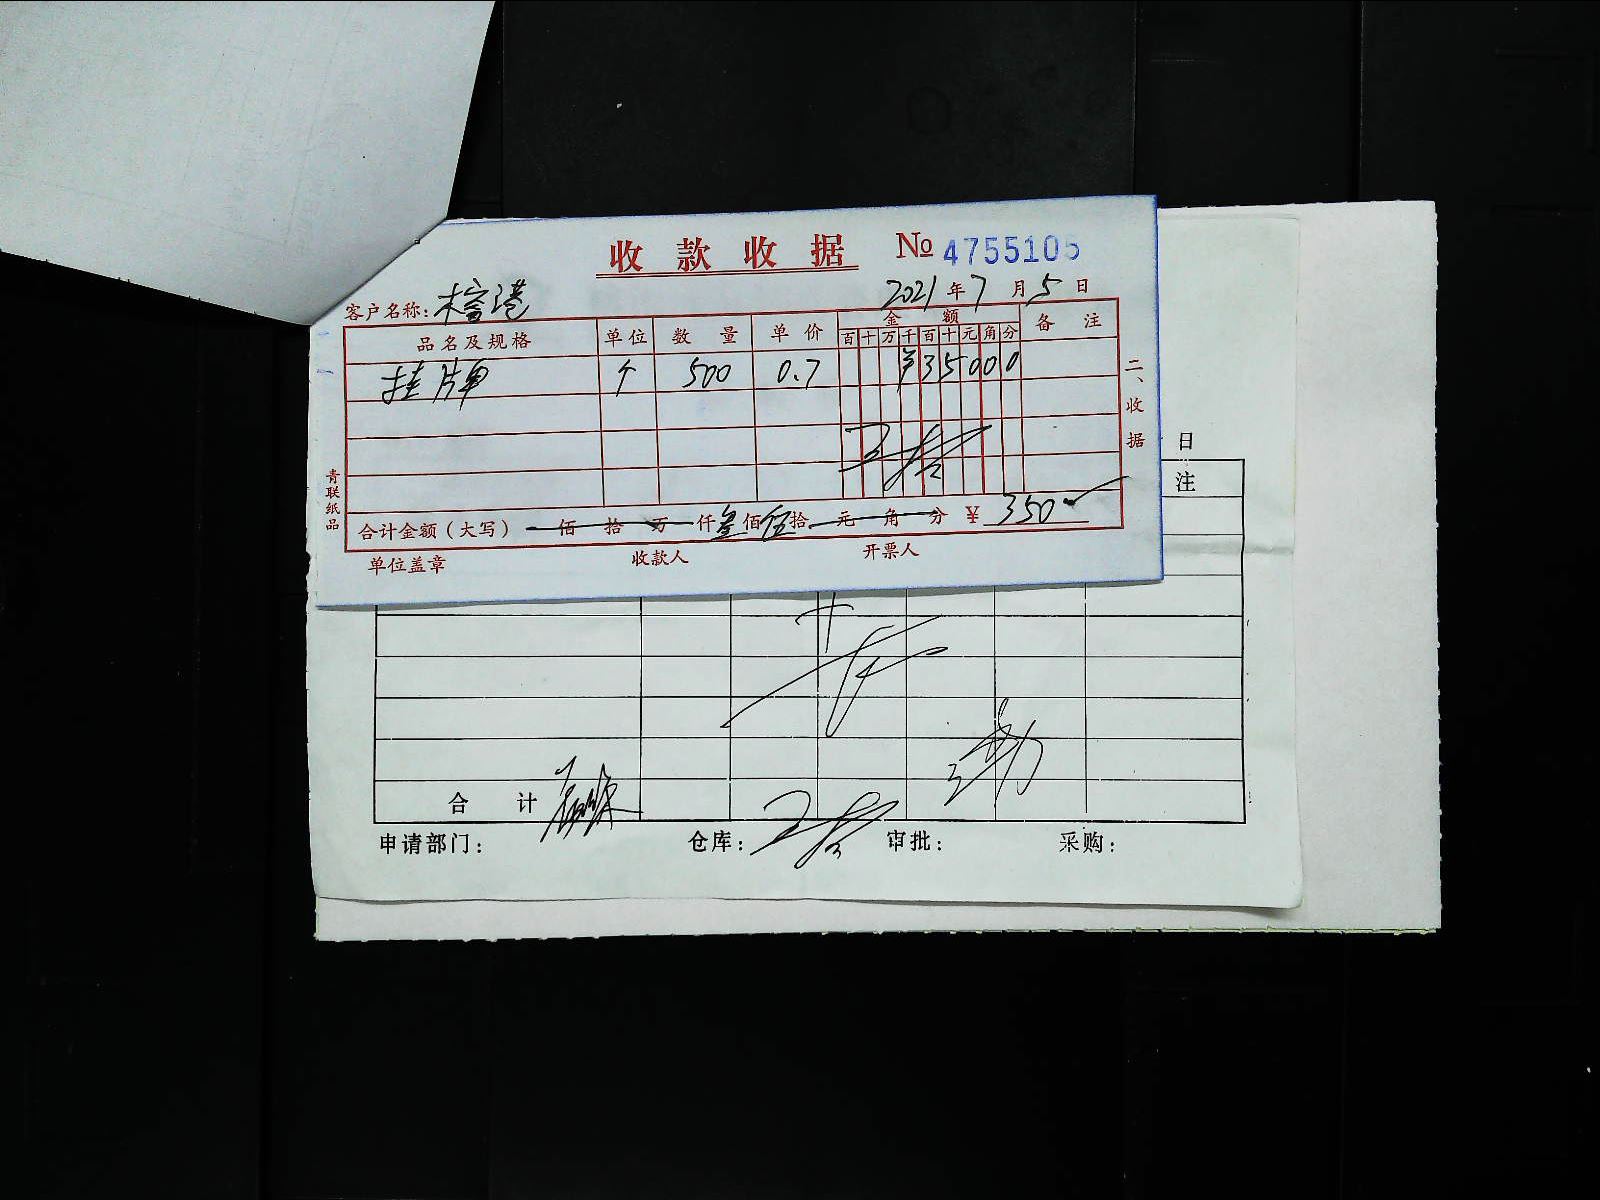 收款收据 № 4755105
客户名称: 木富港 2021年7月5日
品名及规格 单位 数量 单价 金额 备注
百十万千百十元角分
挂牌 个 500 0.7 ¥35000
二、收据
青联纸品
合计金额(大写) 佰拾万仟叁佰伍拾元角分 ¥ 350
单位盖章 收款人 开票人
日
注
合计
申请部门: 仓库: 审批: 采购: